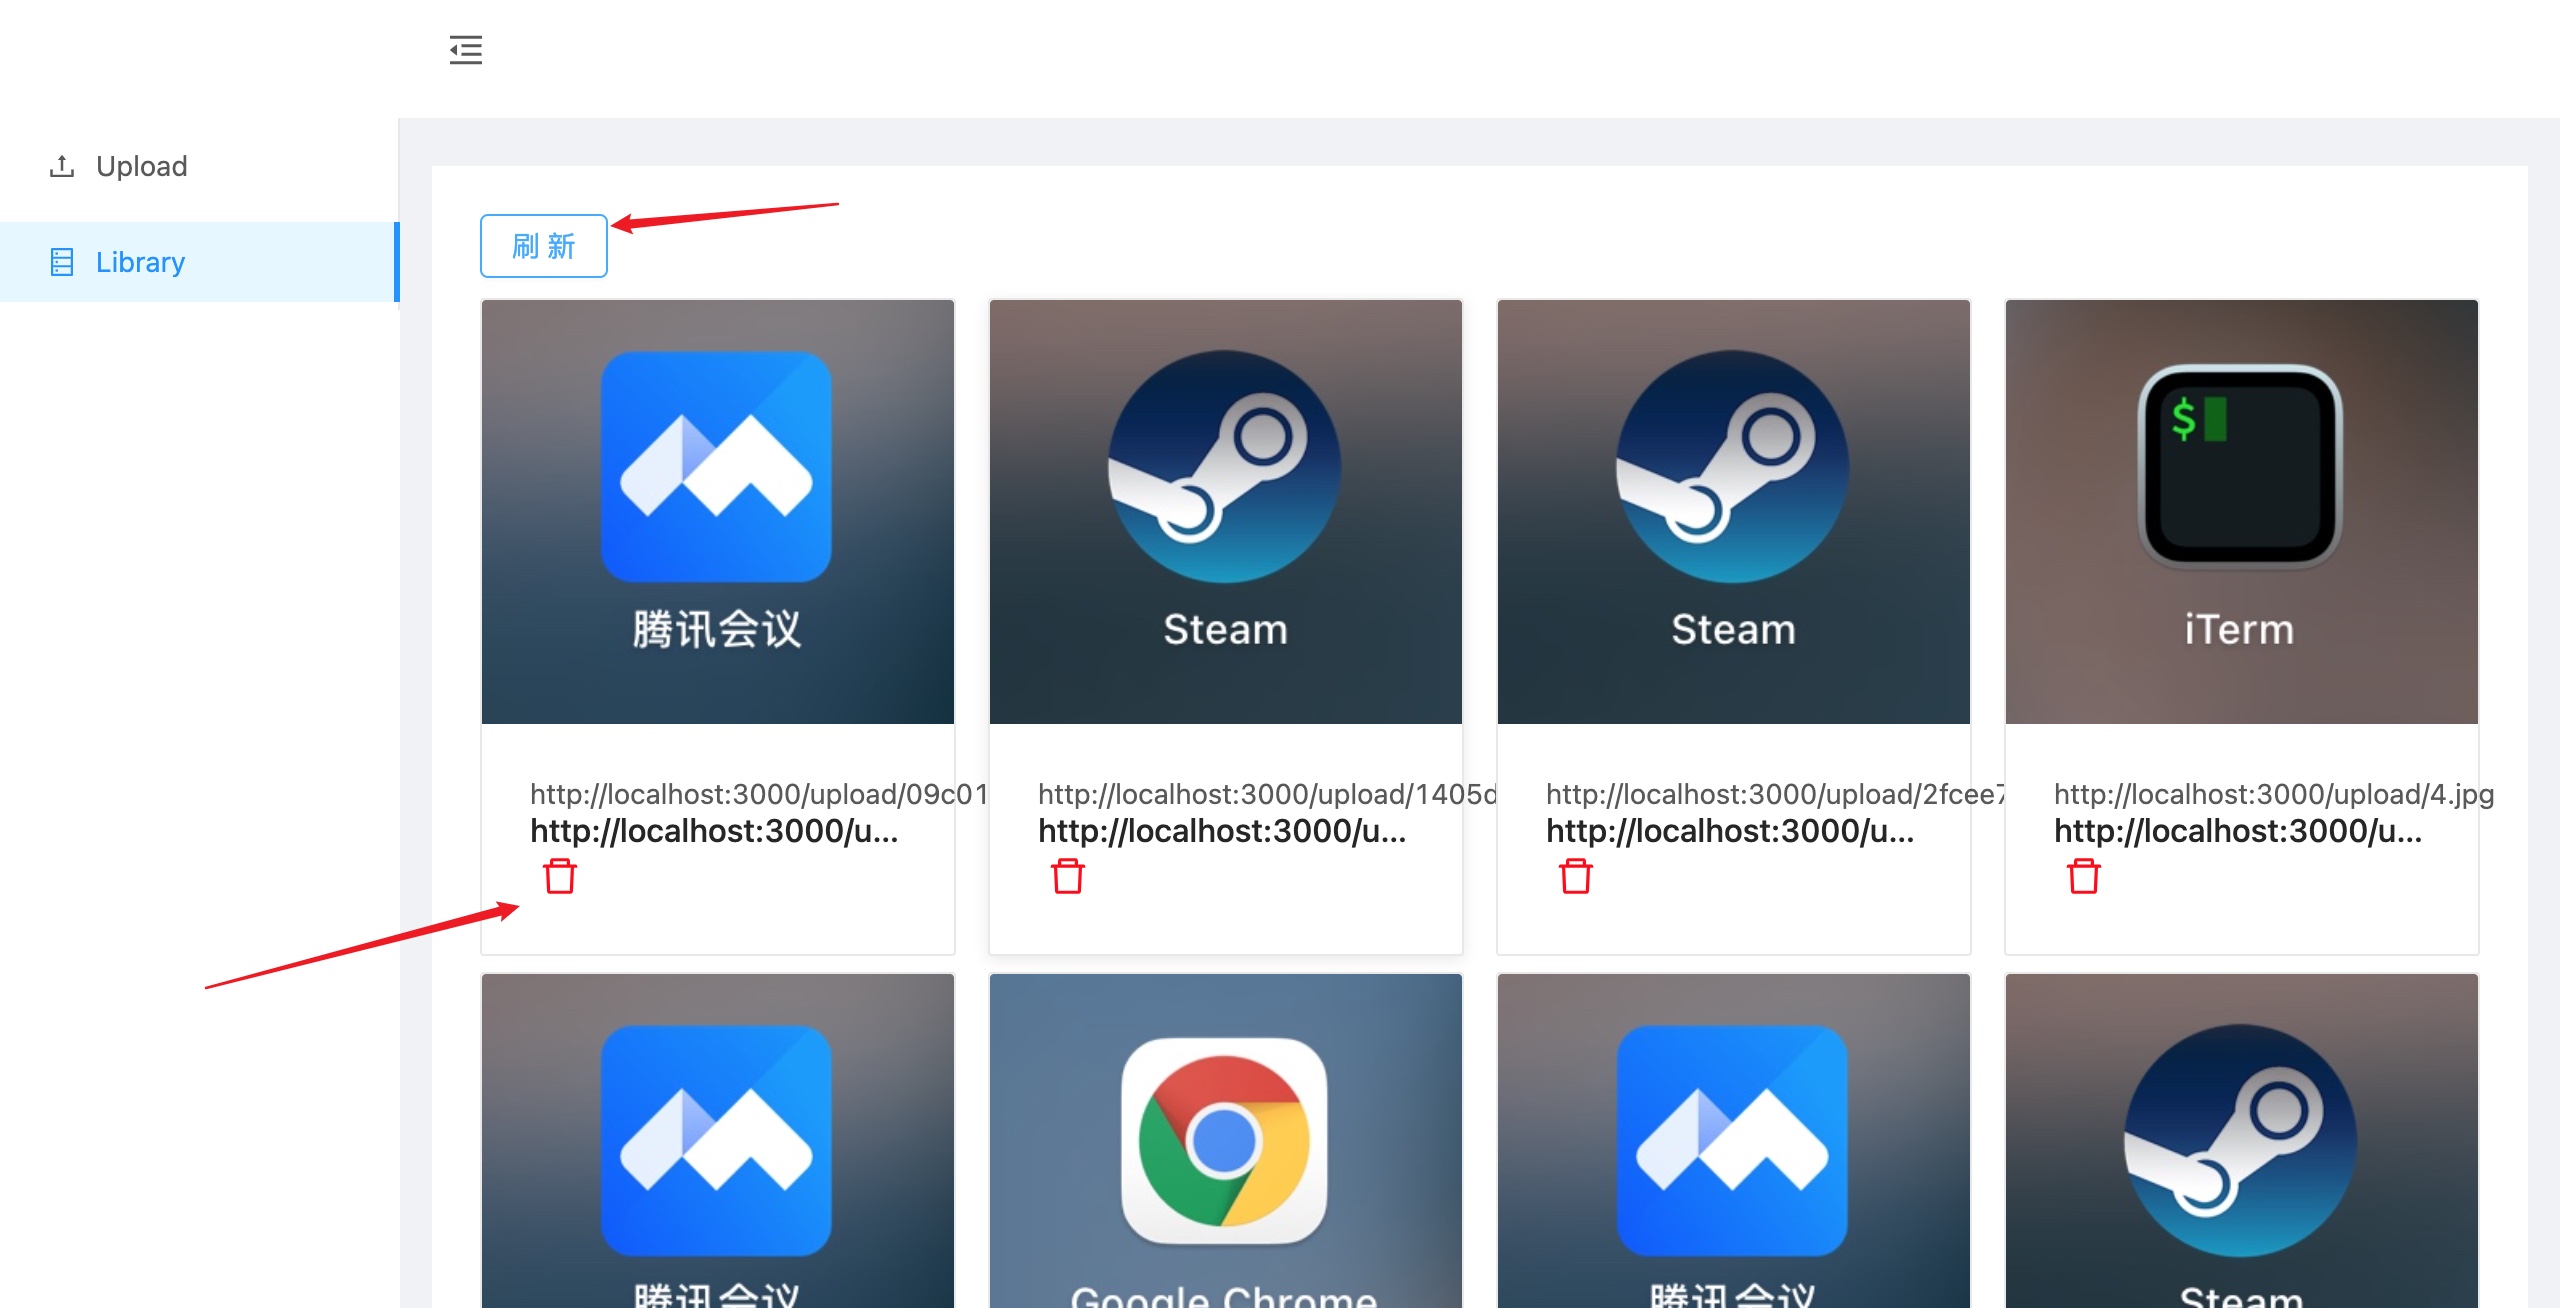 Upload
Library
刷新
腾讯会议
Steam
Steam
$
iTerm
http://localhost:3000/upload/09c01
http://localhost:3000/upload/1405d
http://localhost:3000/upload/2fcee7
http://localhost:3000/upload/4.jpg
http://localhost:3000/u...
http://localhost:3000/u...
http://localhost:3000/u...
http://localhost:3000/u...
腾讯会议
Google Chrome
腾讯会议
Steam